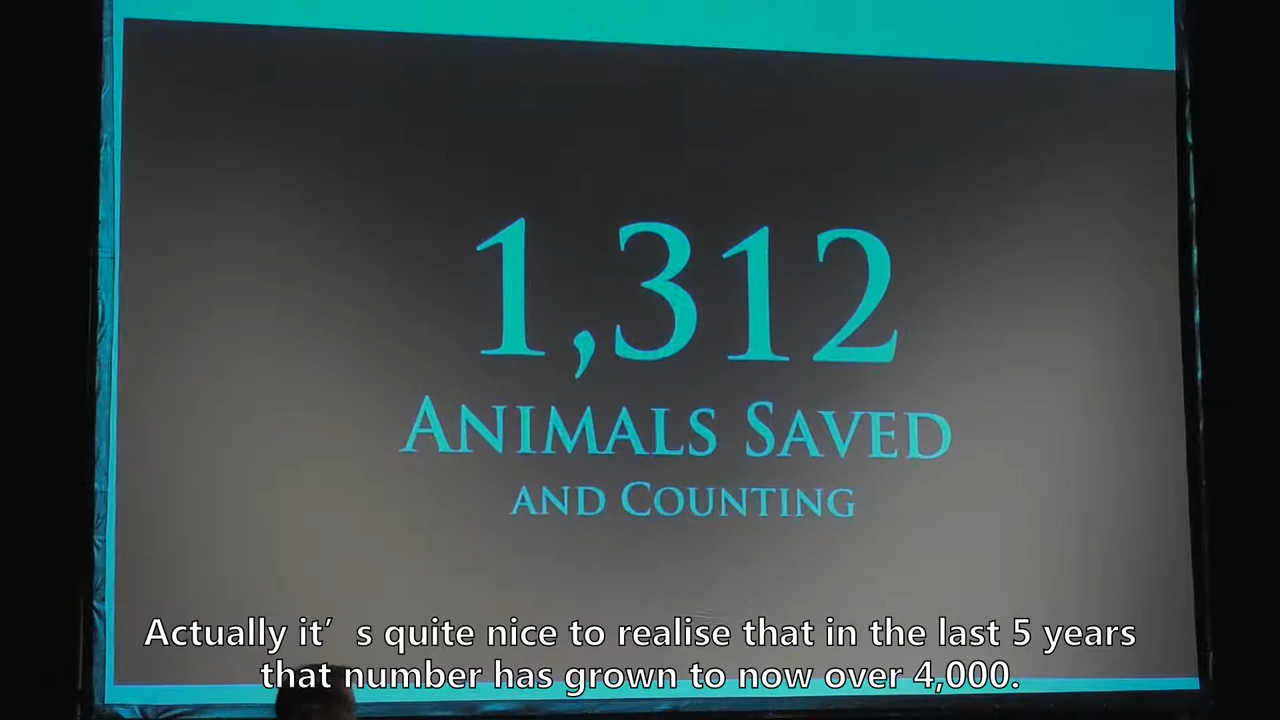 1,312
ANIMALS SAVED
AND COUNTING
Actually it's quite nice to realise that in the last 5 years
that number has grown to now over 4,000.